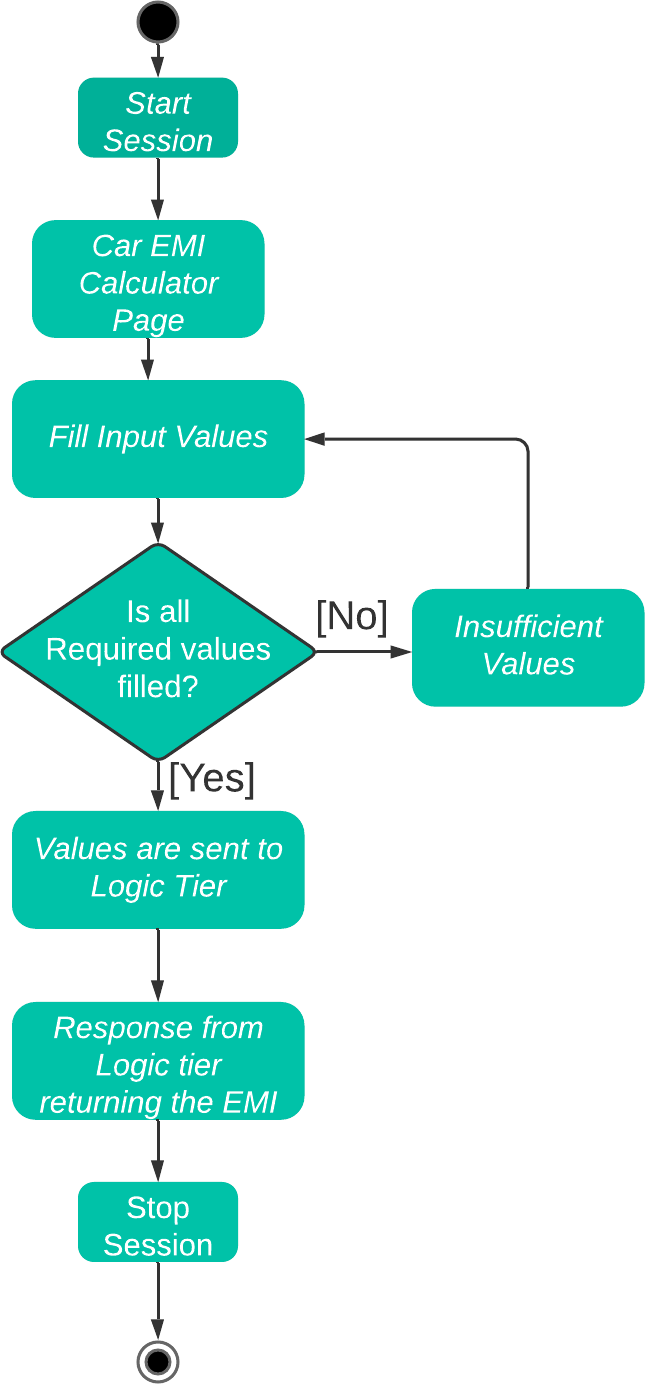 Start
Session
Car EMI
Calculator
Page
Fill Input Values
Is all
Required values
filled?
[No]
Insufficient
Values
[Yes]
Values are sent to
Logic Tier
Response from
Logic tier
returning the EMI
Stop
Session